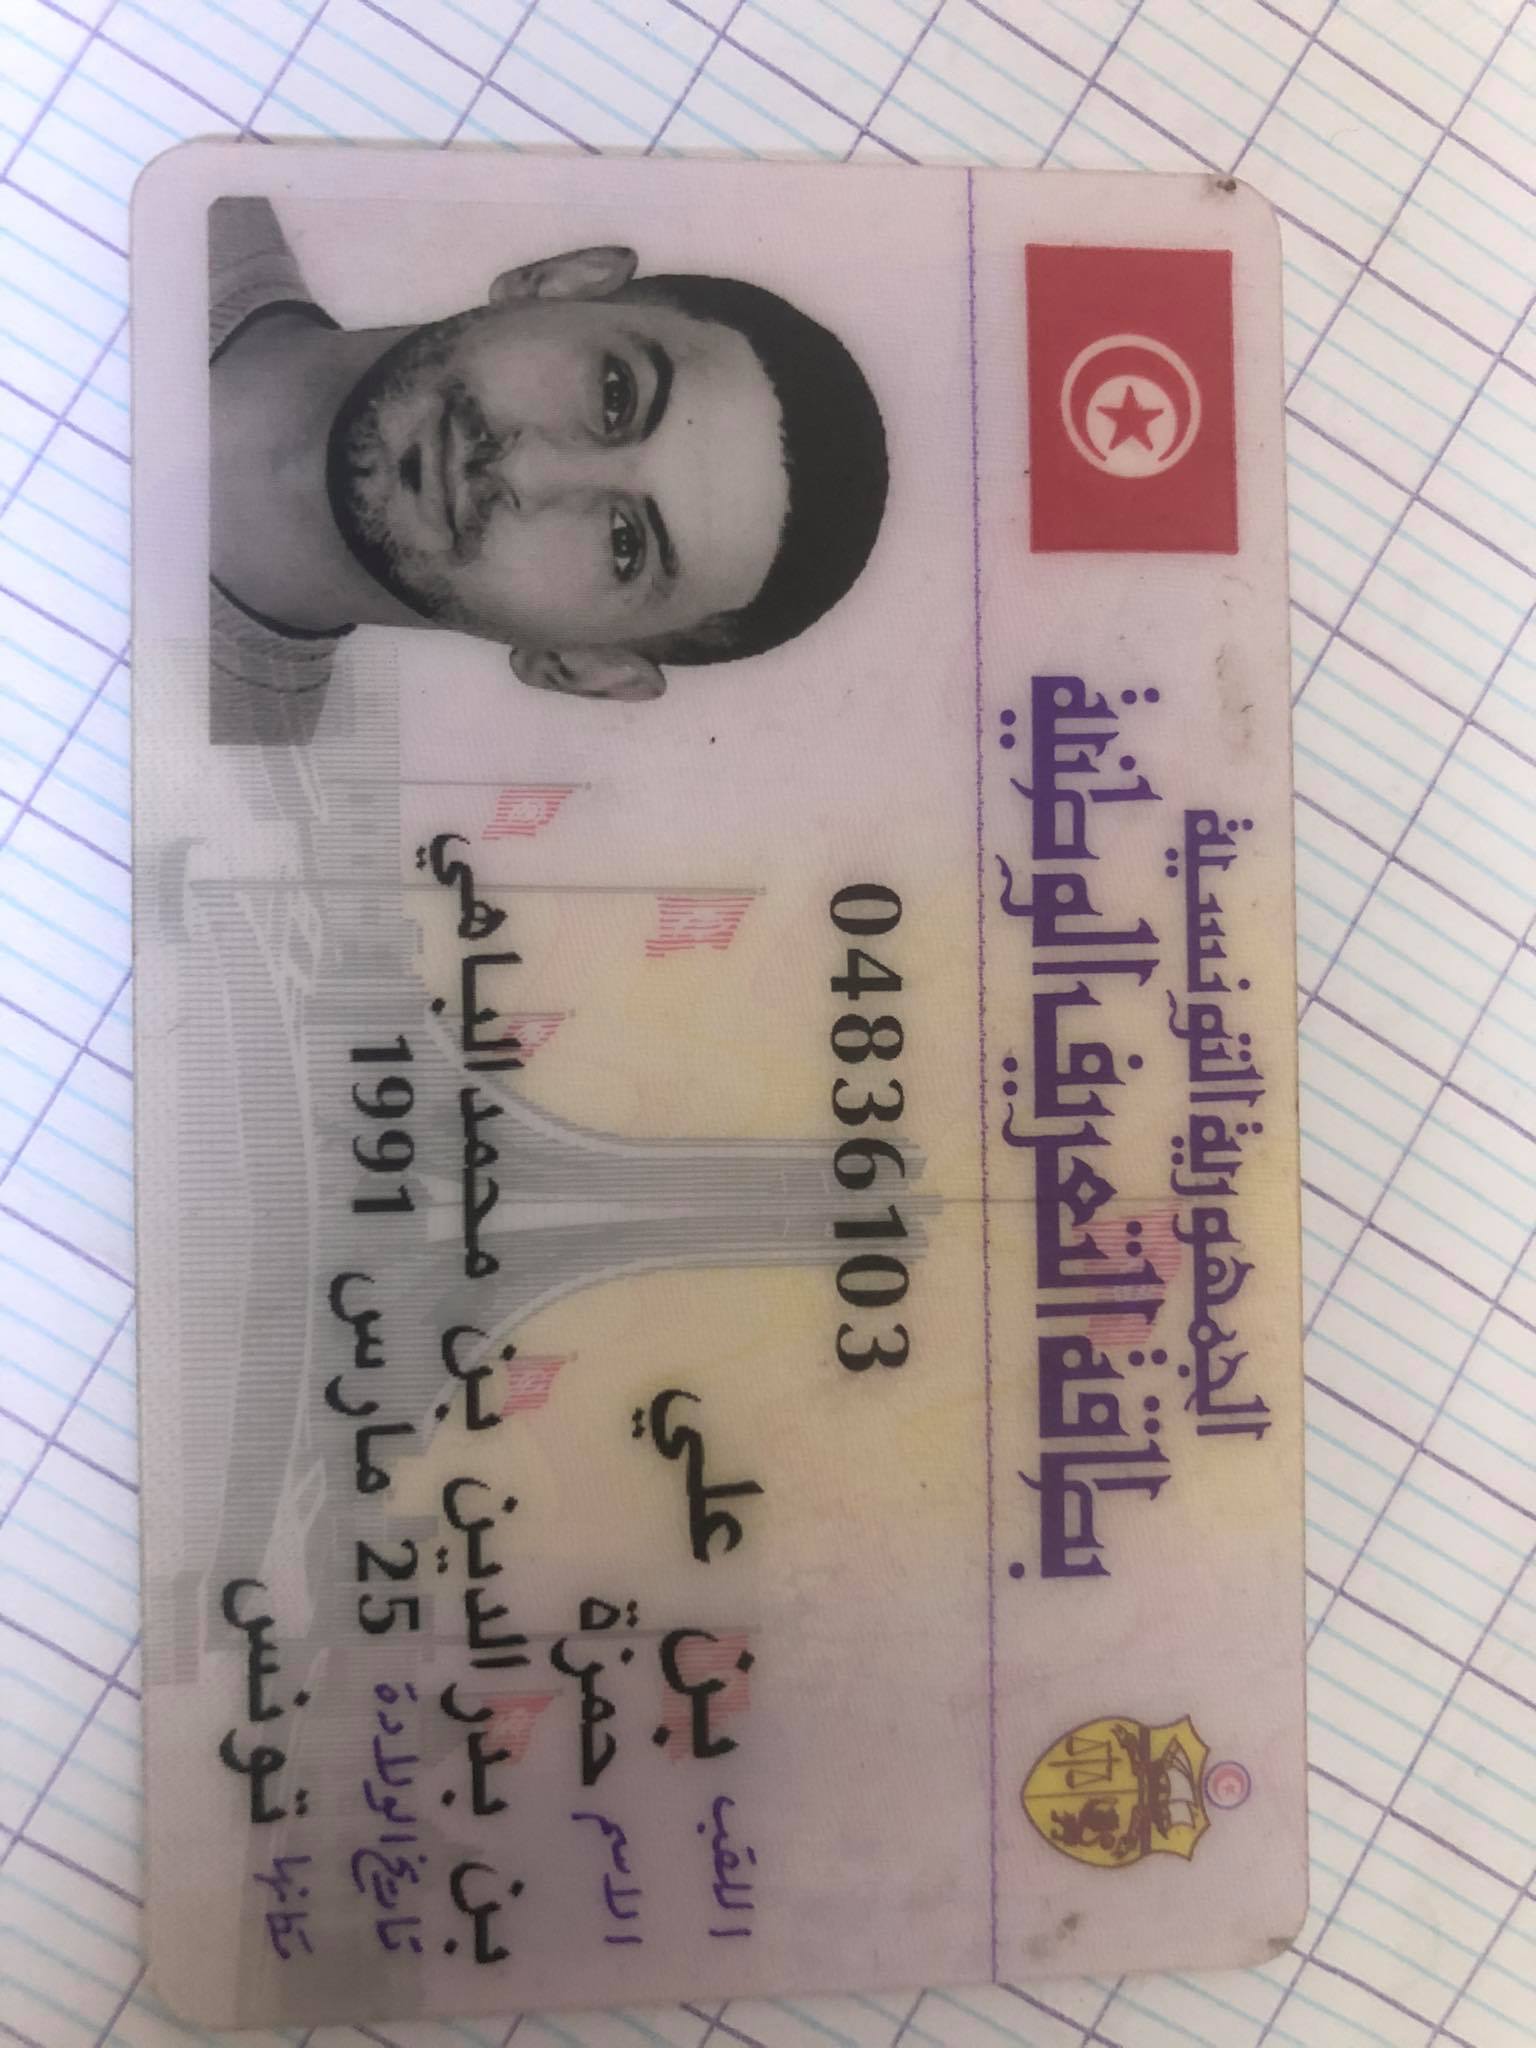 الجمهورية التونسية
بطاقة التعريف الوطنية
04836103
اللقب بن علي
الاسم حمزة
بن بدر الدين بن محمد الباهي
تاريخ الولادة 25 مارس 1991
مكانها تونس